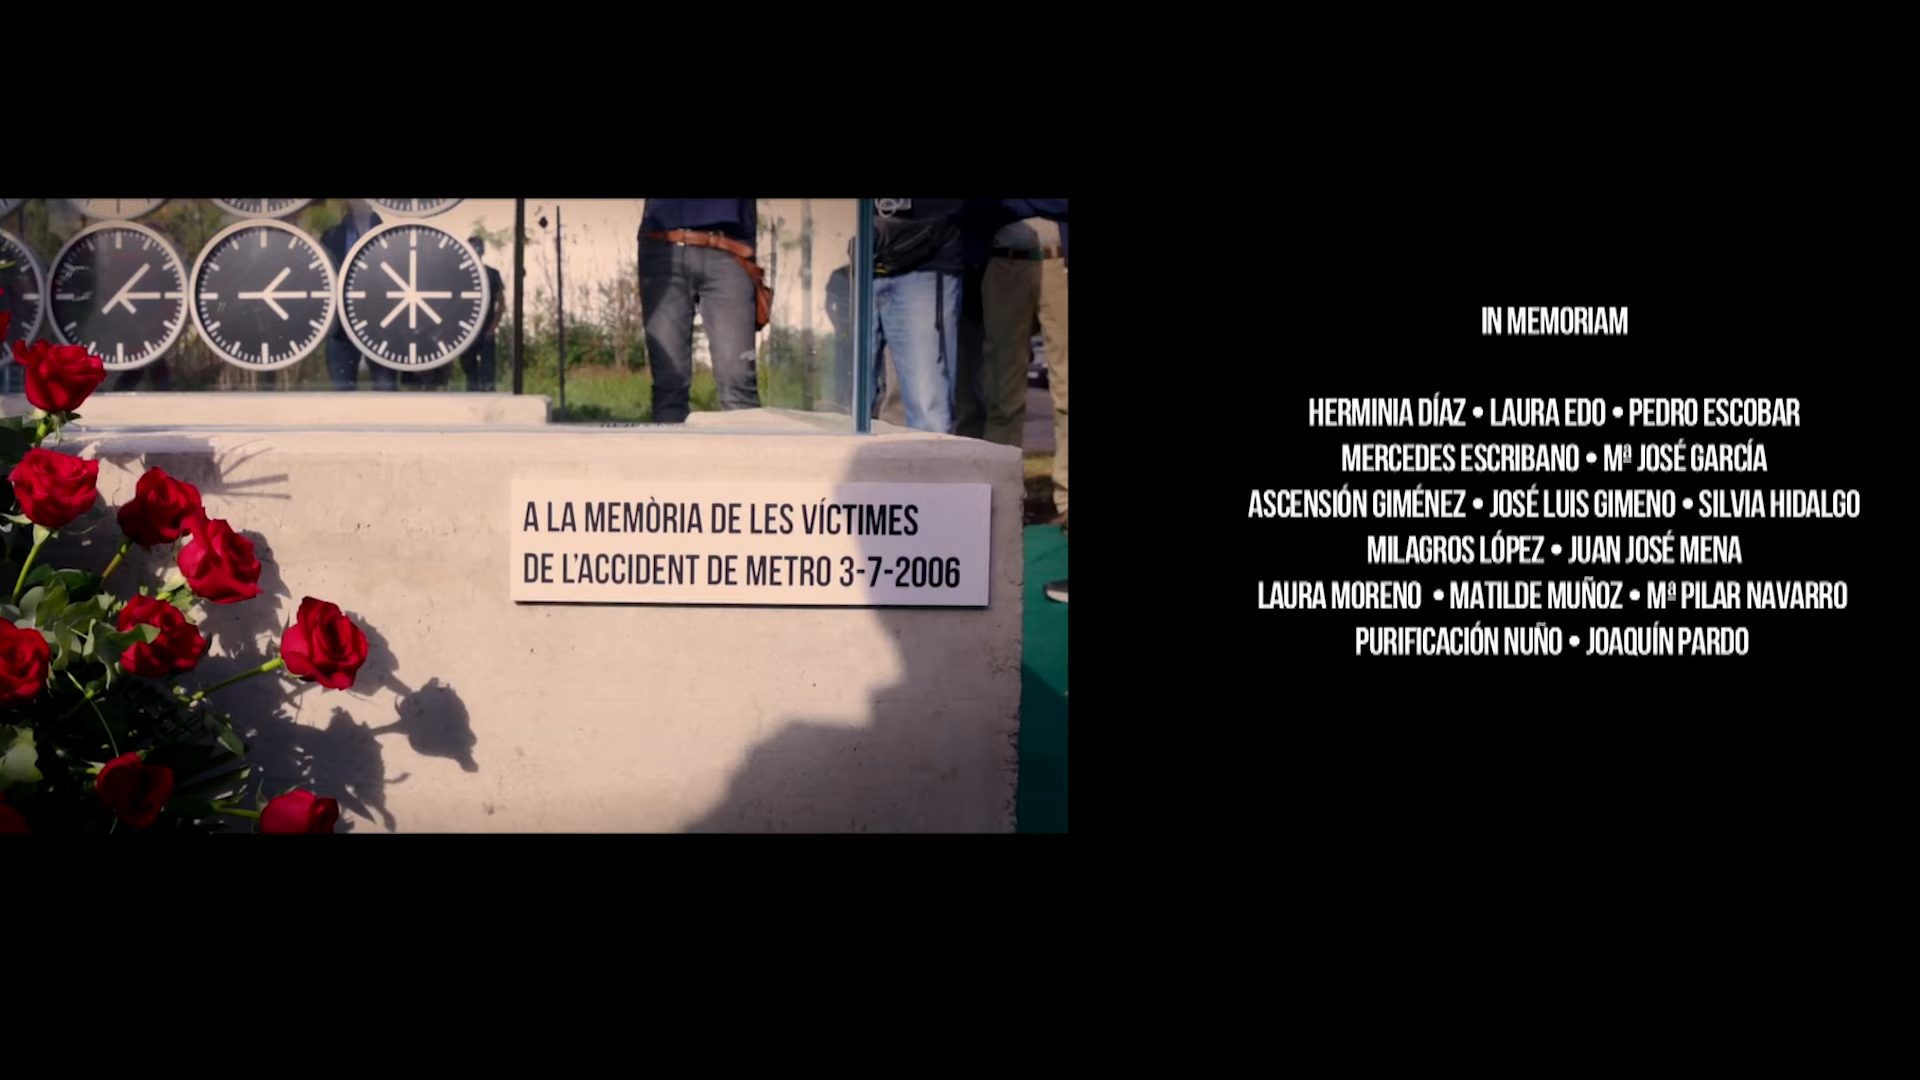 A LA MEMÒRIA DE LES VÍCTIMES
DE L'ACCIDENT DE METRO 3-7-2006
IN MEMORIAM
HERMINIA DÍAZ • LAURA EDO • PEDRO ESCOBAR
MERCEDES ESCRIBANO • Mª JOSÉ GARCÍA
ASCENSIÓN GIMÉNEZ • JOSÉ LUIS GIMENO • SILVIA HIDALGO
MILAGROS LÓPEZ • JUAN JOSÉ MENA
LAURA MORENO • MATILDE MUÑOZ • Mª PILAR NAVARRO
PURIFICACIÓN NUÑO • JOAQUÍN PARDO